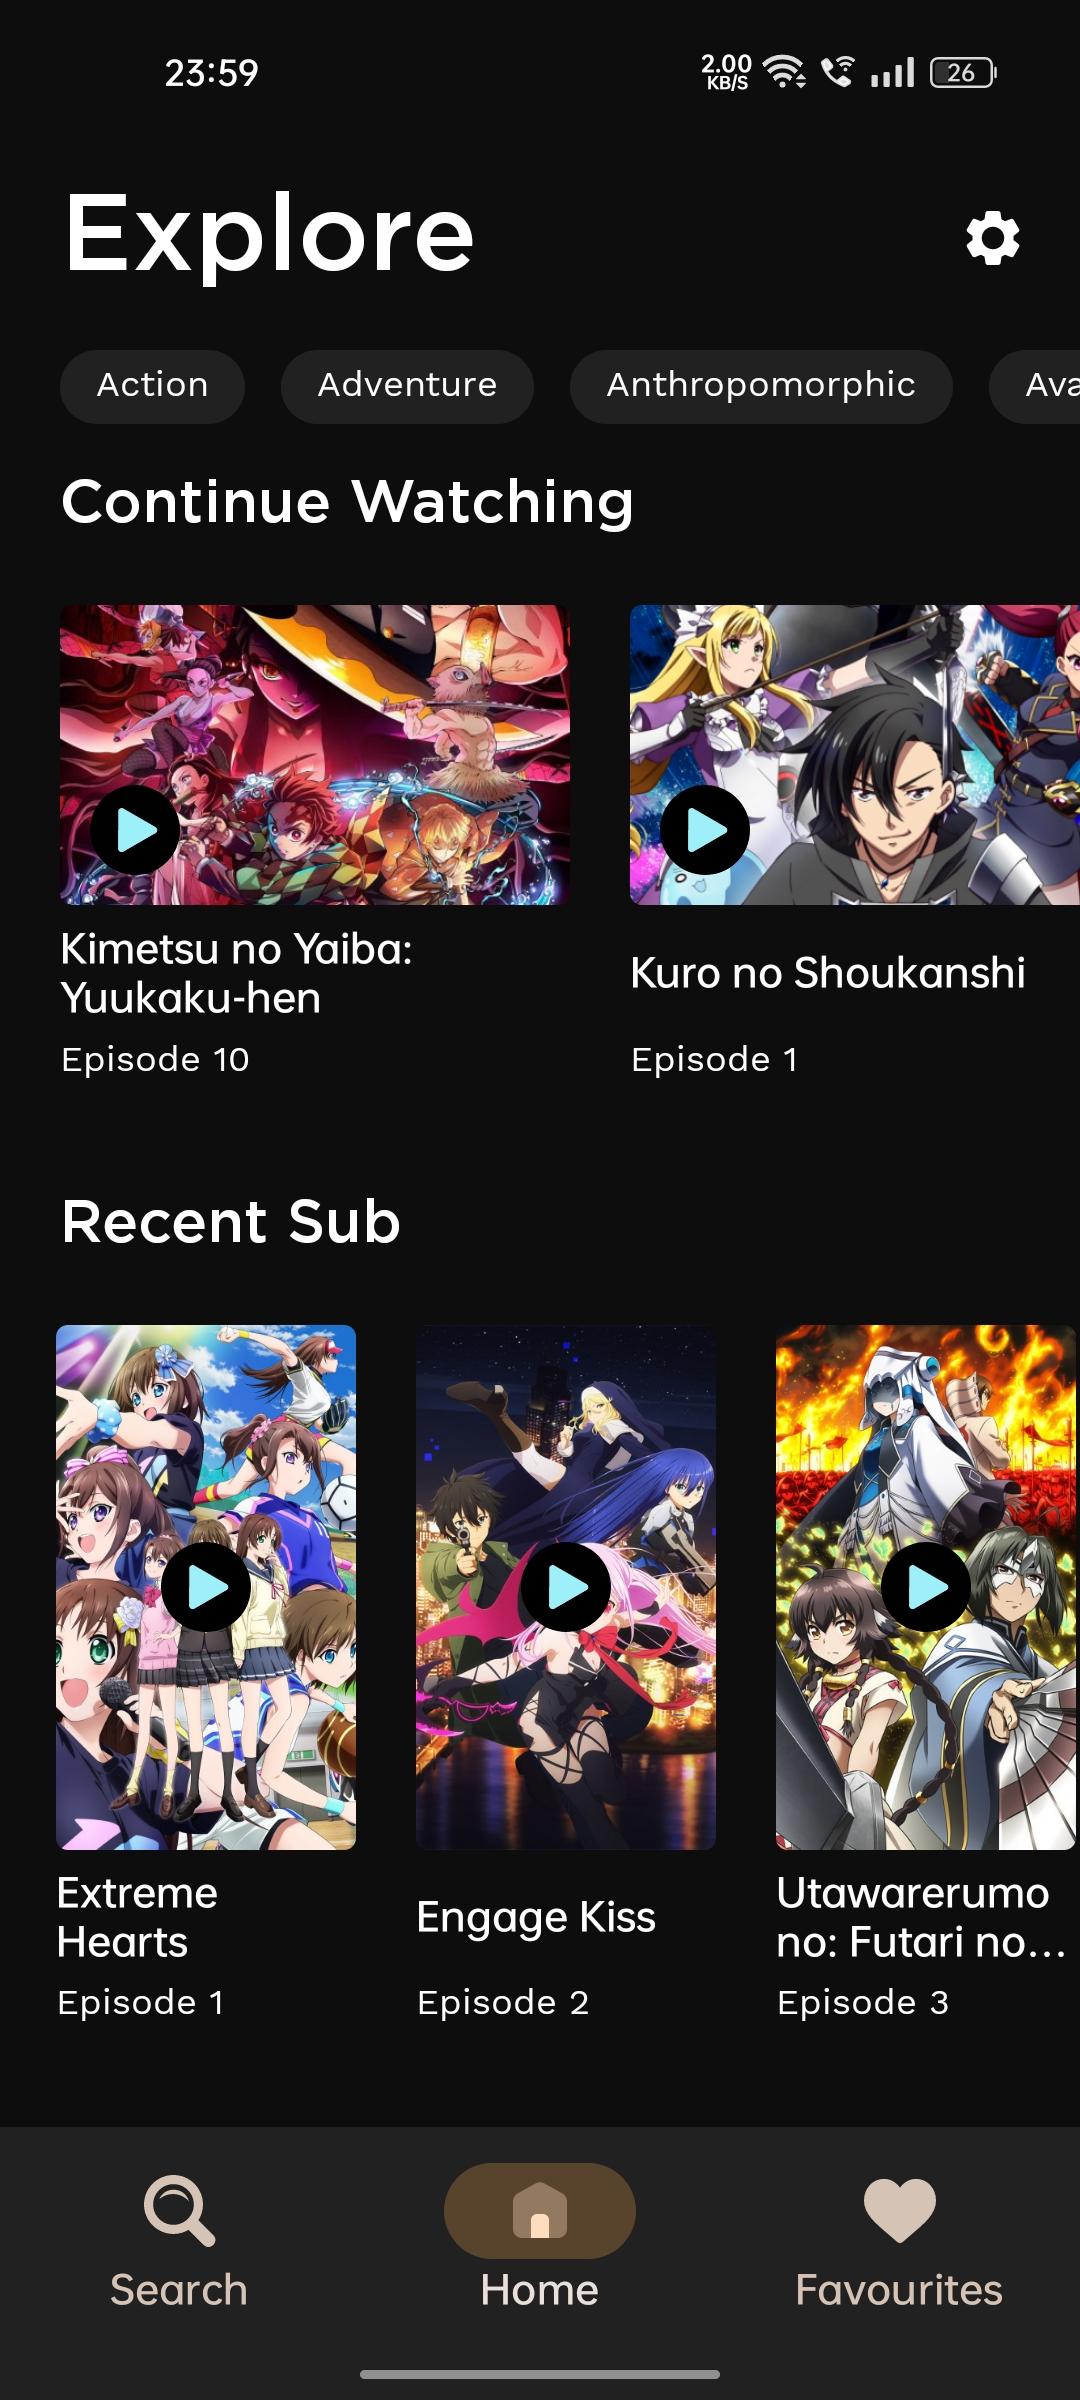 23:59
2.00
KB/S
26
Explore
Action
Adventure
Anthropomorphic
Ava
Continue Watching
Kimetsu no Yaiba:
Yuukaku-hen
Episode 10
Kuro no Shoukanshi
Episode 1
Recent Sub
Extreme
Hearts
Episode 1
Engage Kiss
Episode 2
Utawarerumo
no: Futari no...
Episode 3
Search
Home
Favourites